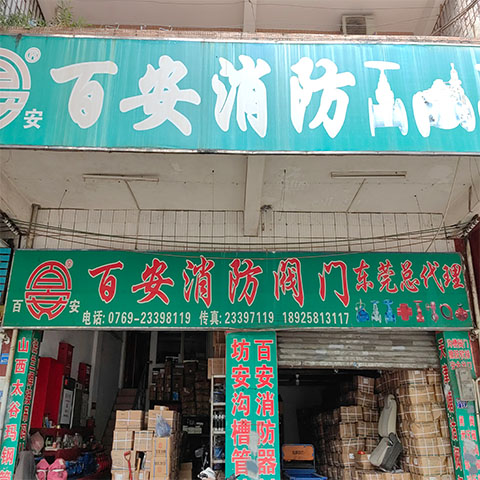 安
百安消防
百 安
百安消防阀门 东莞总代理
电话: 0769-23398119 传真: 23397119 18925813117
山西太谷玛钢
坊安沟槽管
百安消防器